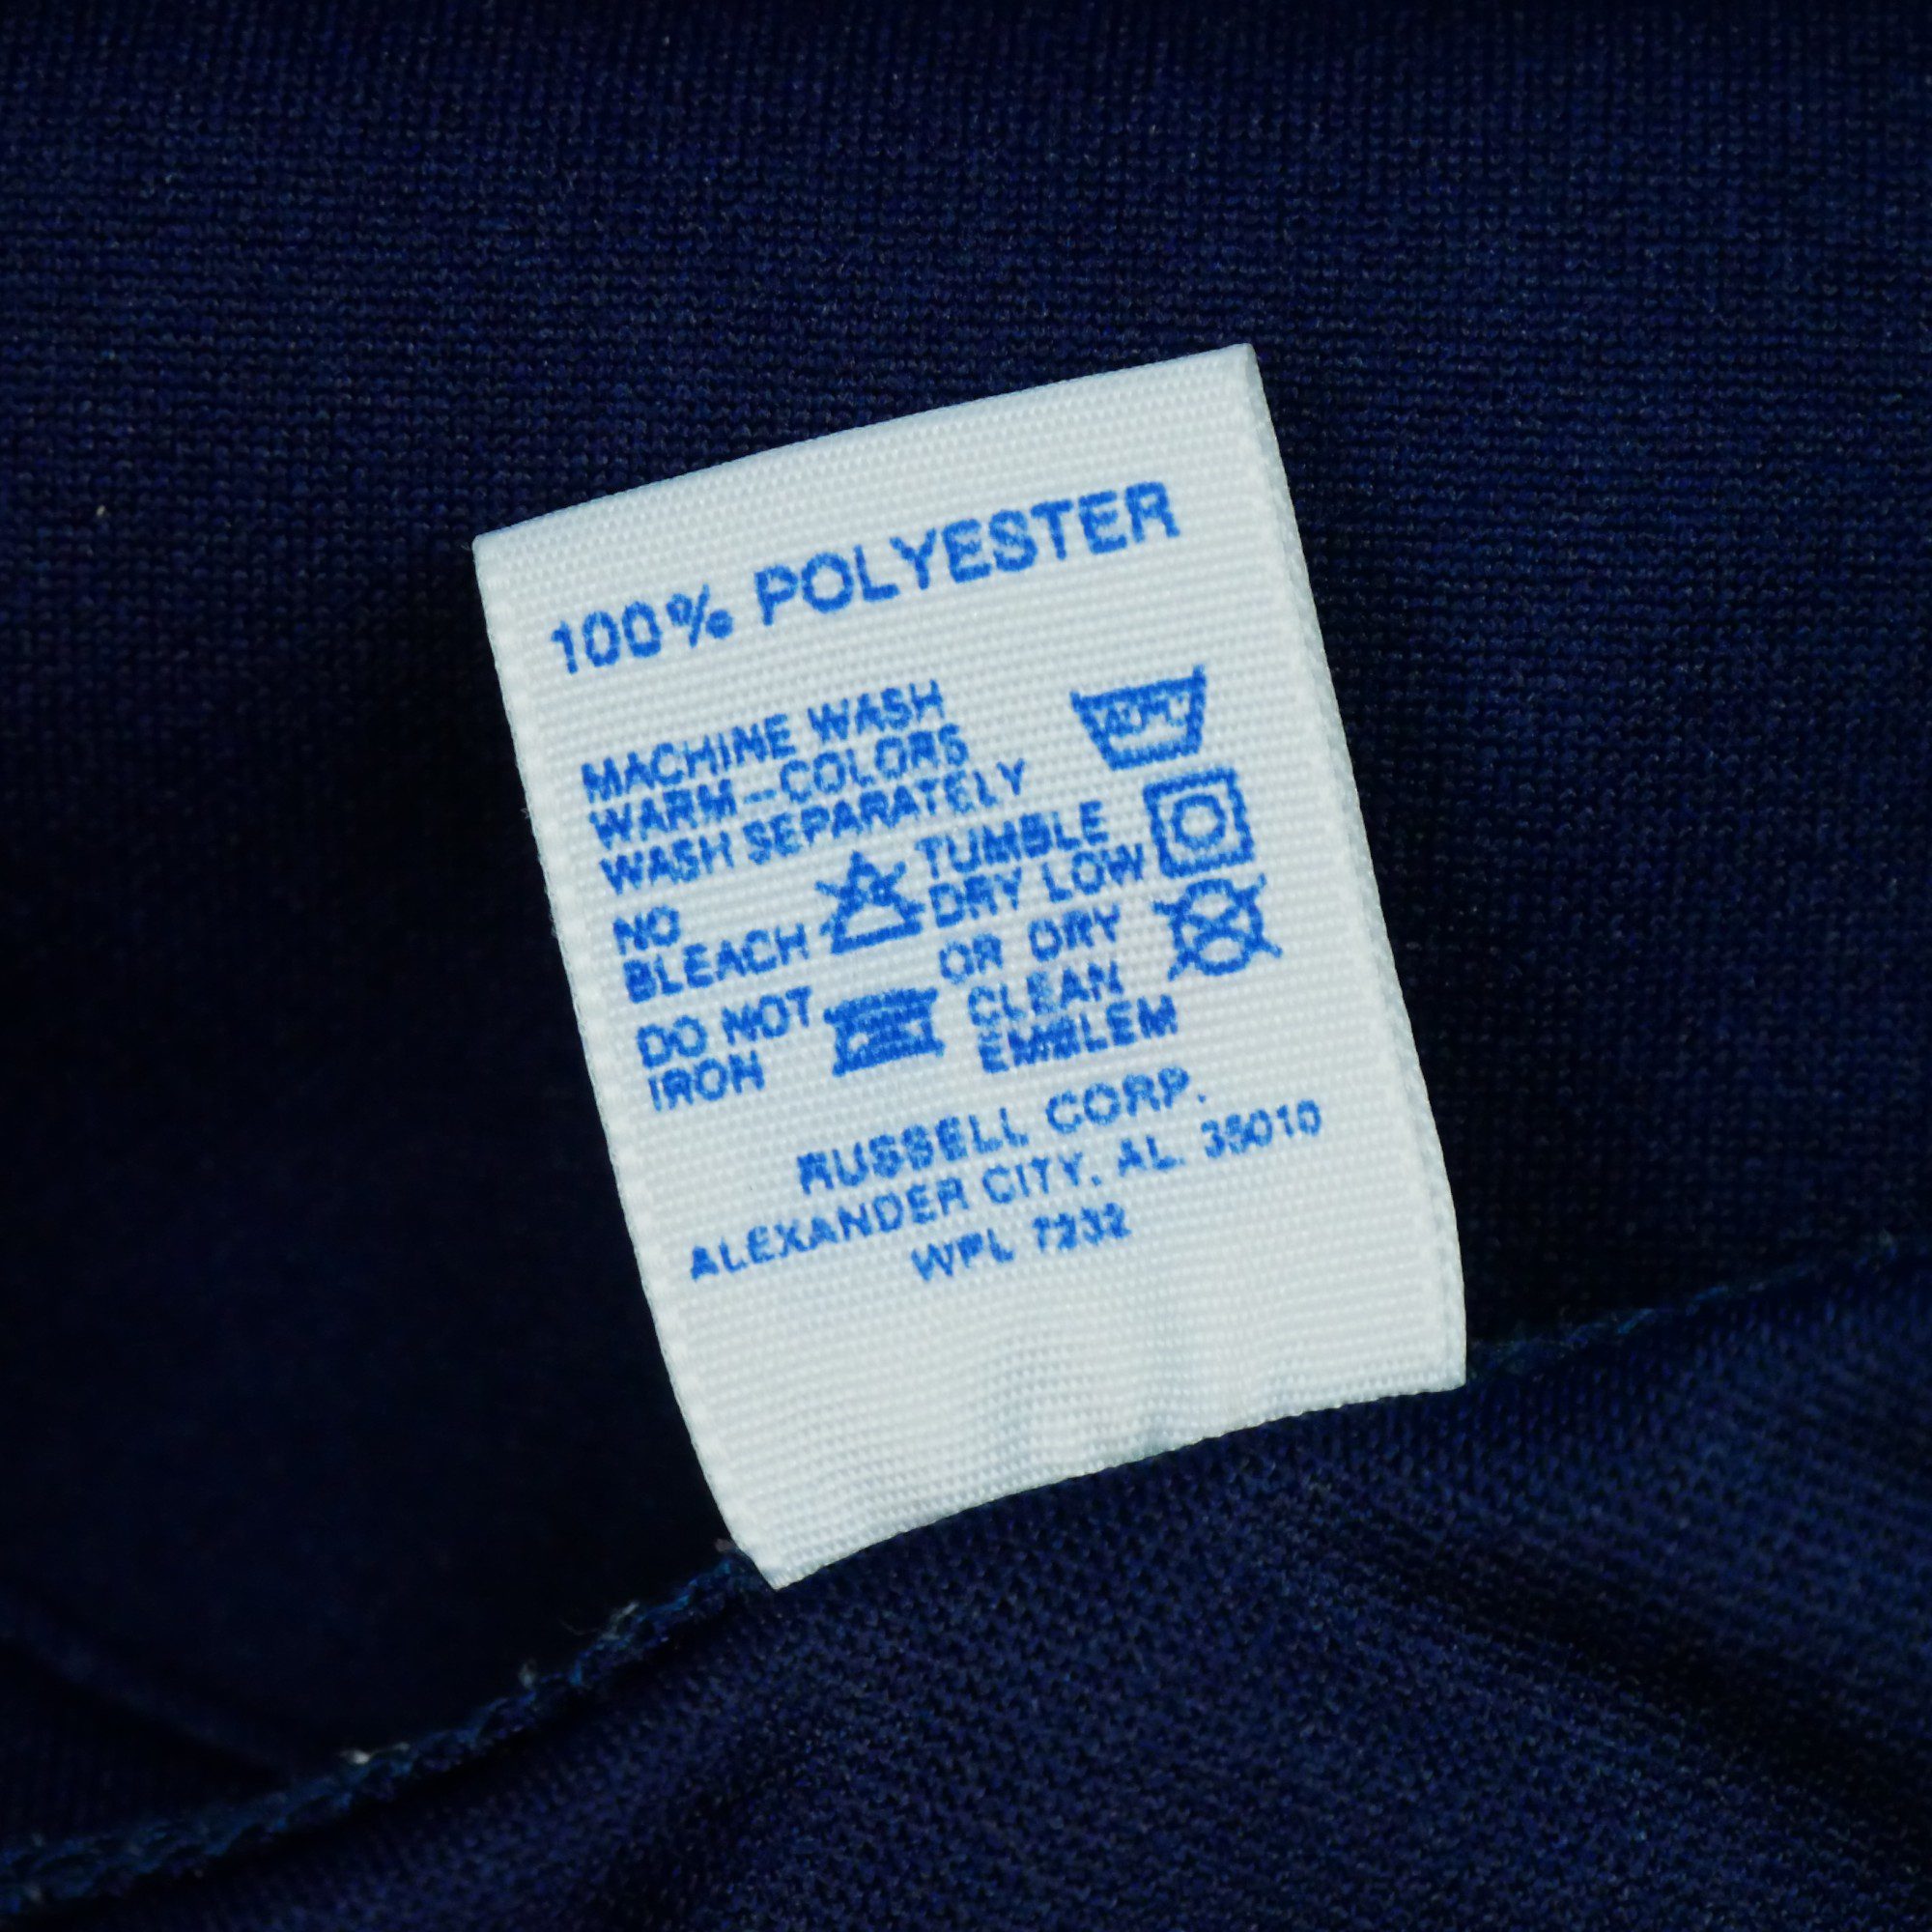 100% POLYESTER
MACHINE WASH
WARM—COLORS
WASH SEPARATELY
NO
BLEACH
TUMBLE
DRY LOW
DO NOT
IRON
OR DRY
CLEAN
EMBLEM
RUSSELL CORP.
ALEXANDER CITY, AL. 35010
WPL 7232